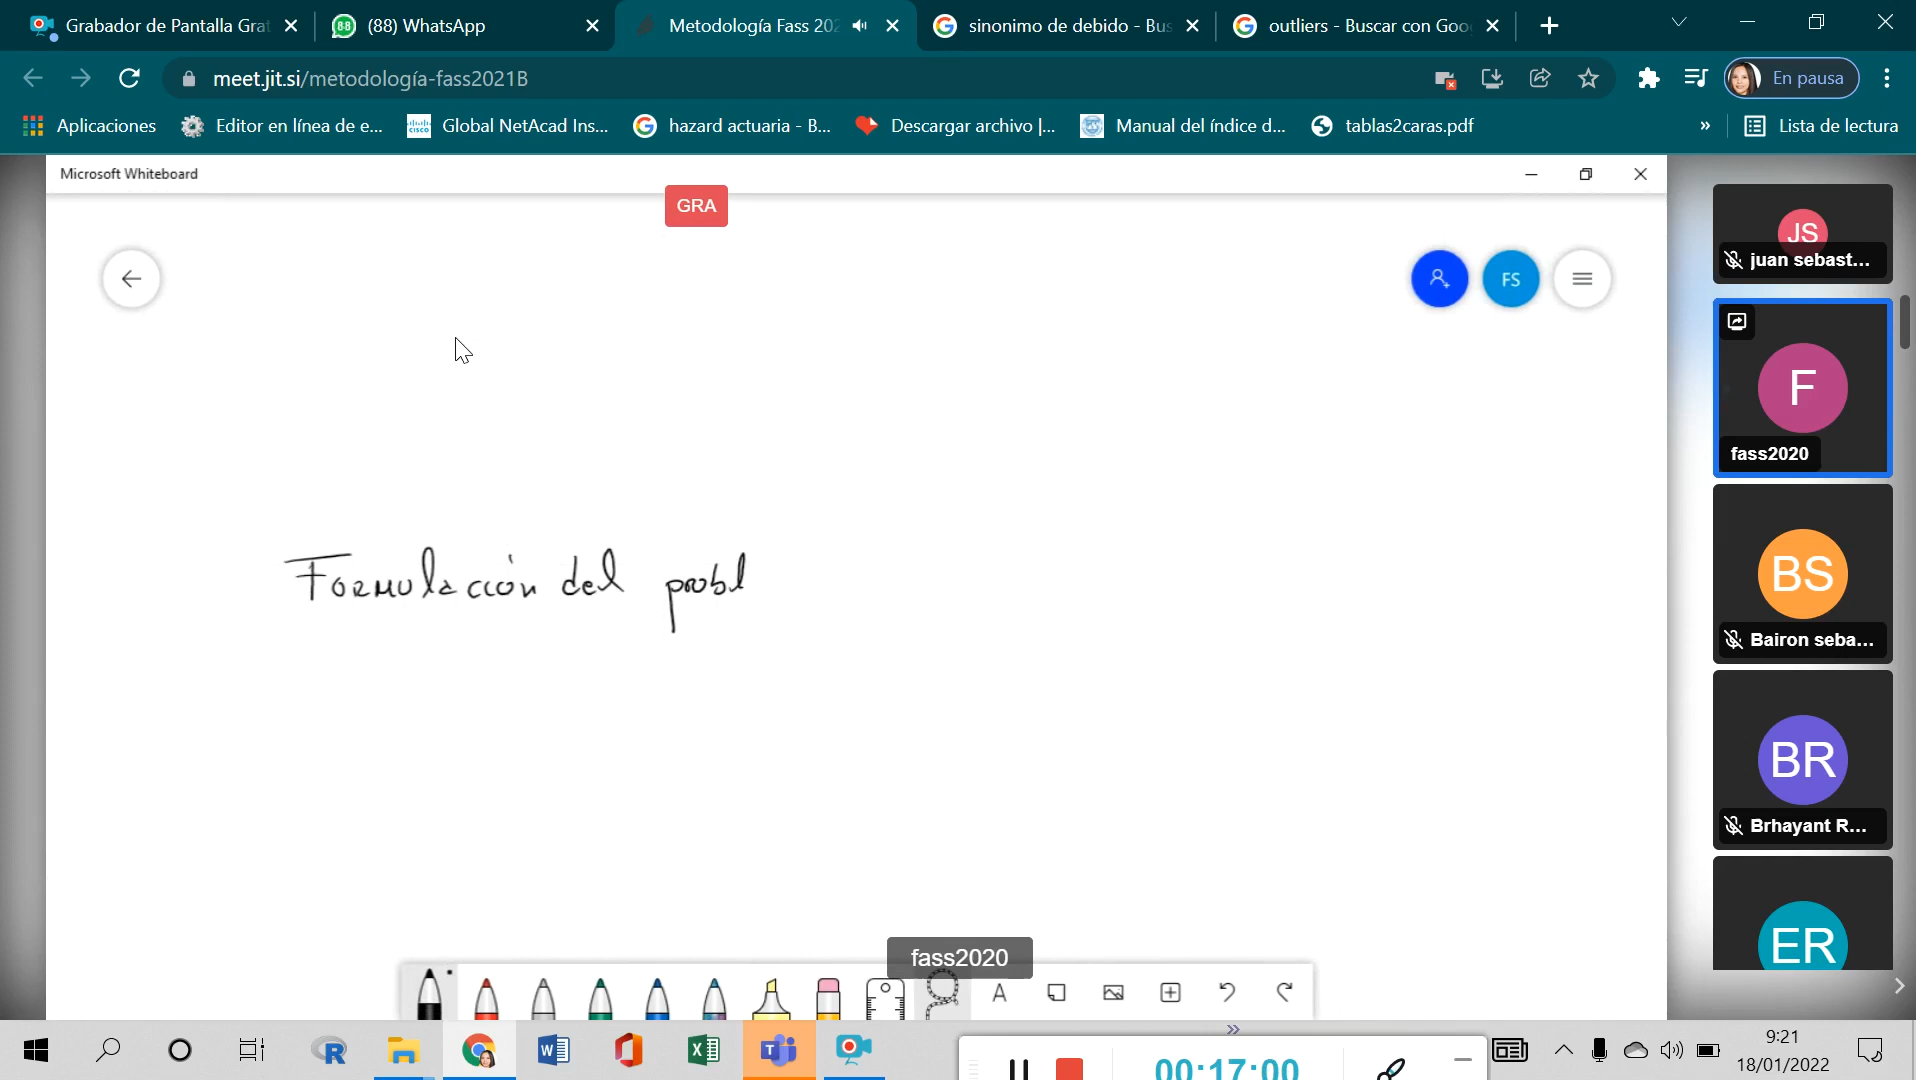 Grabador de Pantalla Grat
(88) WhatsApp
Metodología Fass 202
sinonimo de debido - Bus
outliers - Buscar con Goo
meet.jit.si/metodología-fass2021B
En pausa
Aplicaciones
Editor en línea de e...
Global NetAcad Ins...
hazard actuaria - B...
Descargar archivo |...
Manual del índice d...
tablas2caras.pdf
»
Lista de lectura
Microsoft Whiteboard
GRA
FS
JS
juan sebast...
F
fass2020
BS
Bairon seba...
BR
Brhayant R...
ER
Formulación del probl
fass2020
00:17:00
9:21
18/01/2022